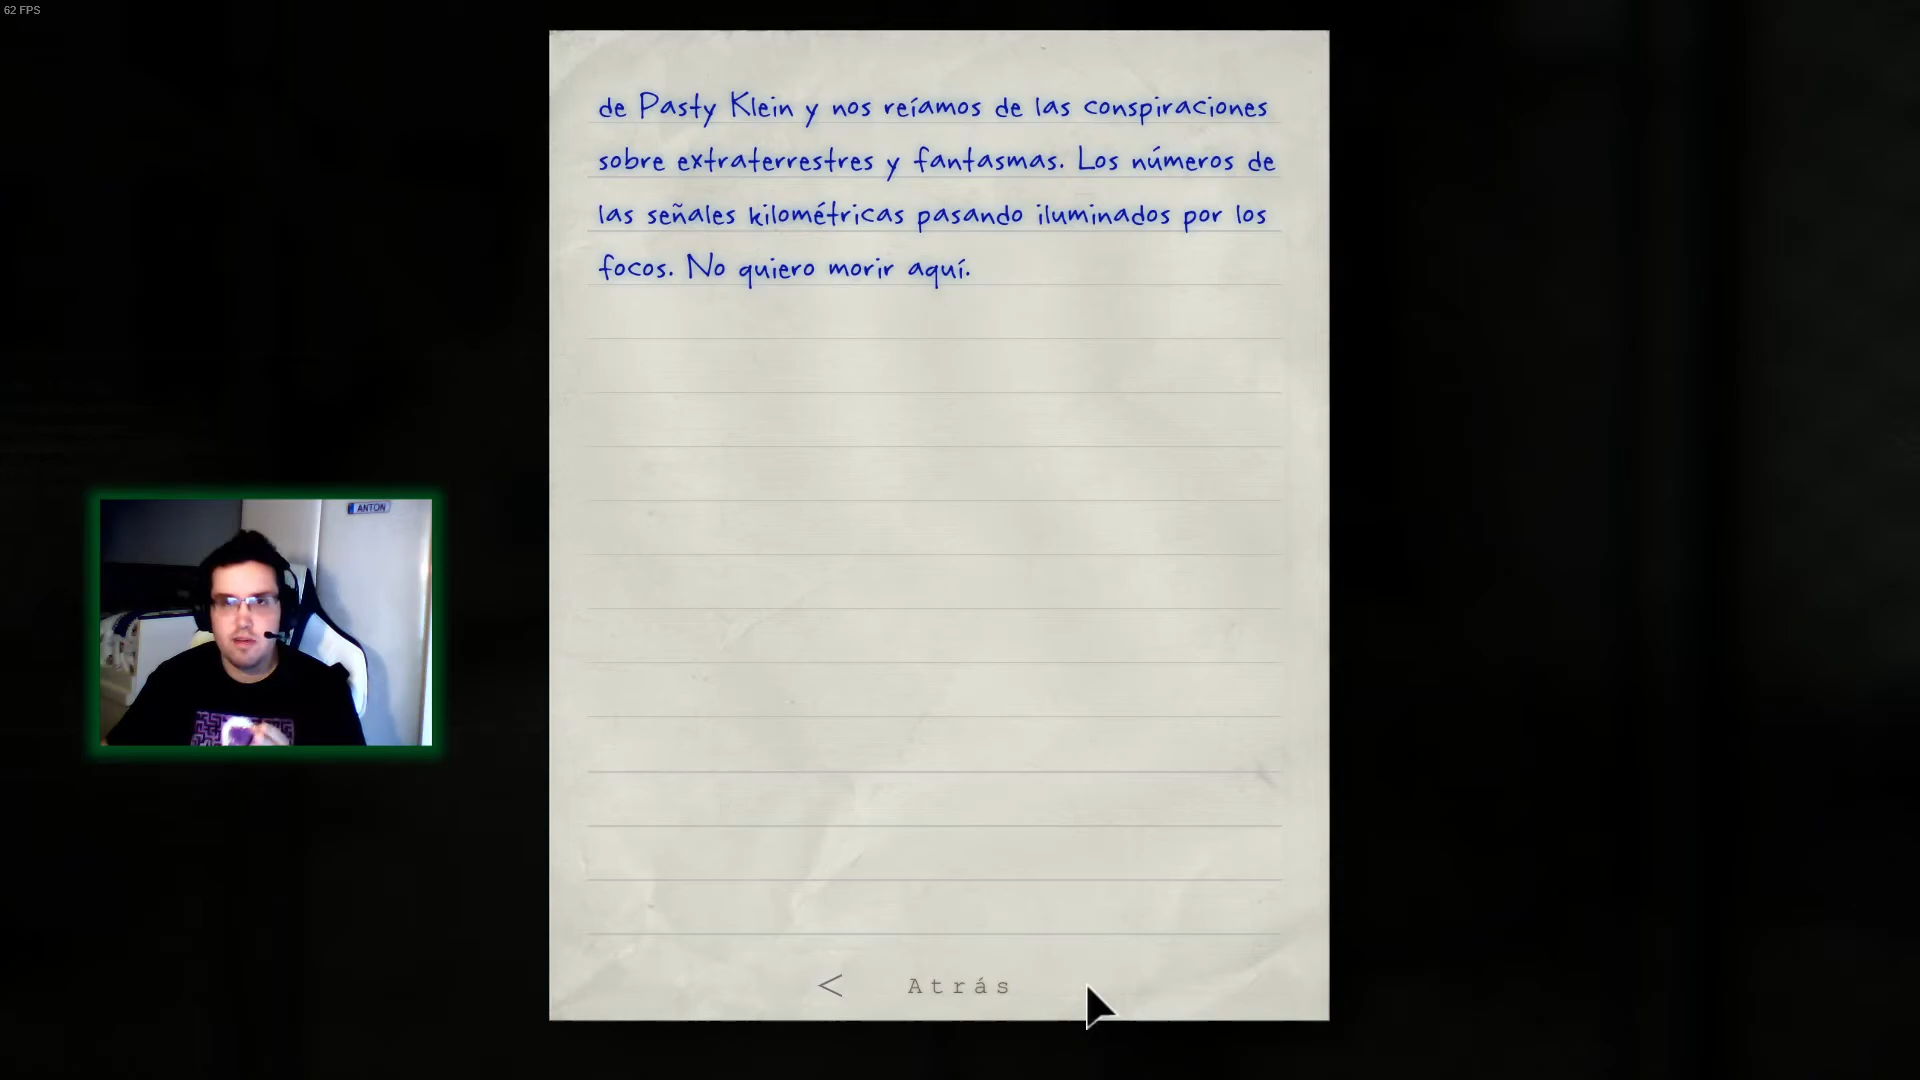 62 FPS
de Pasty Klein y nos reíamos de las conspiraciones
sobre extraterrestres y fantasmas. Los números de
las señales kilométricas pasando iluminados por los
focos. No quiero morir aquí.
ANTON
< Atrás